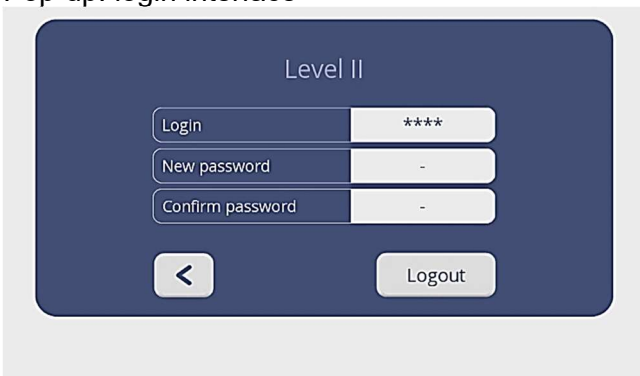 Pop-up: login interface
Level II
Login ****
New password -
Confirm password -
< Logout